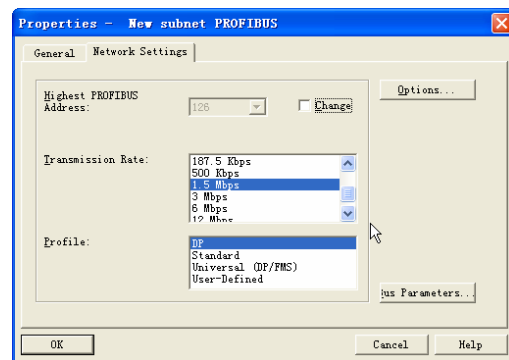 Properties - New subnet PROFIBUS
General Network Settings
Highest PROFIBUS
Address:
126
Change
Options...
Transmission Rate:
187.5 Kbps
500 Kbps
1.5 Mbps
3 Mbps
6 Mbps
12 Mbps
Profile:
DP
Standard
Universal (DP/FMS)
User-Defined
us Parameters...
OK Cancel Help